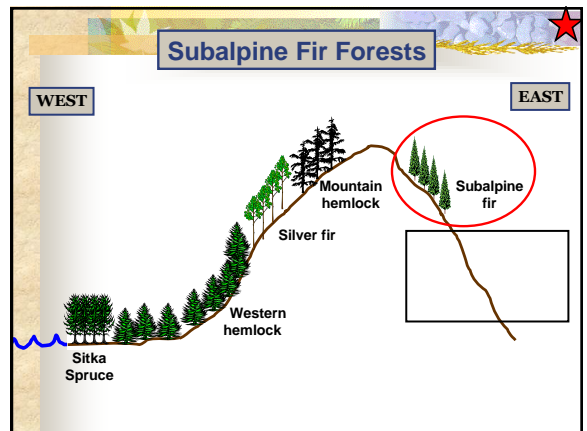 Subalpine Fir Forests
WEST
EAST
Mountain
hemlock
Subalpine
fir
Silver fir
Western
hemlock
Sitka
Spruce